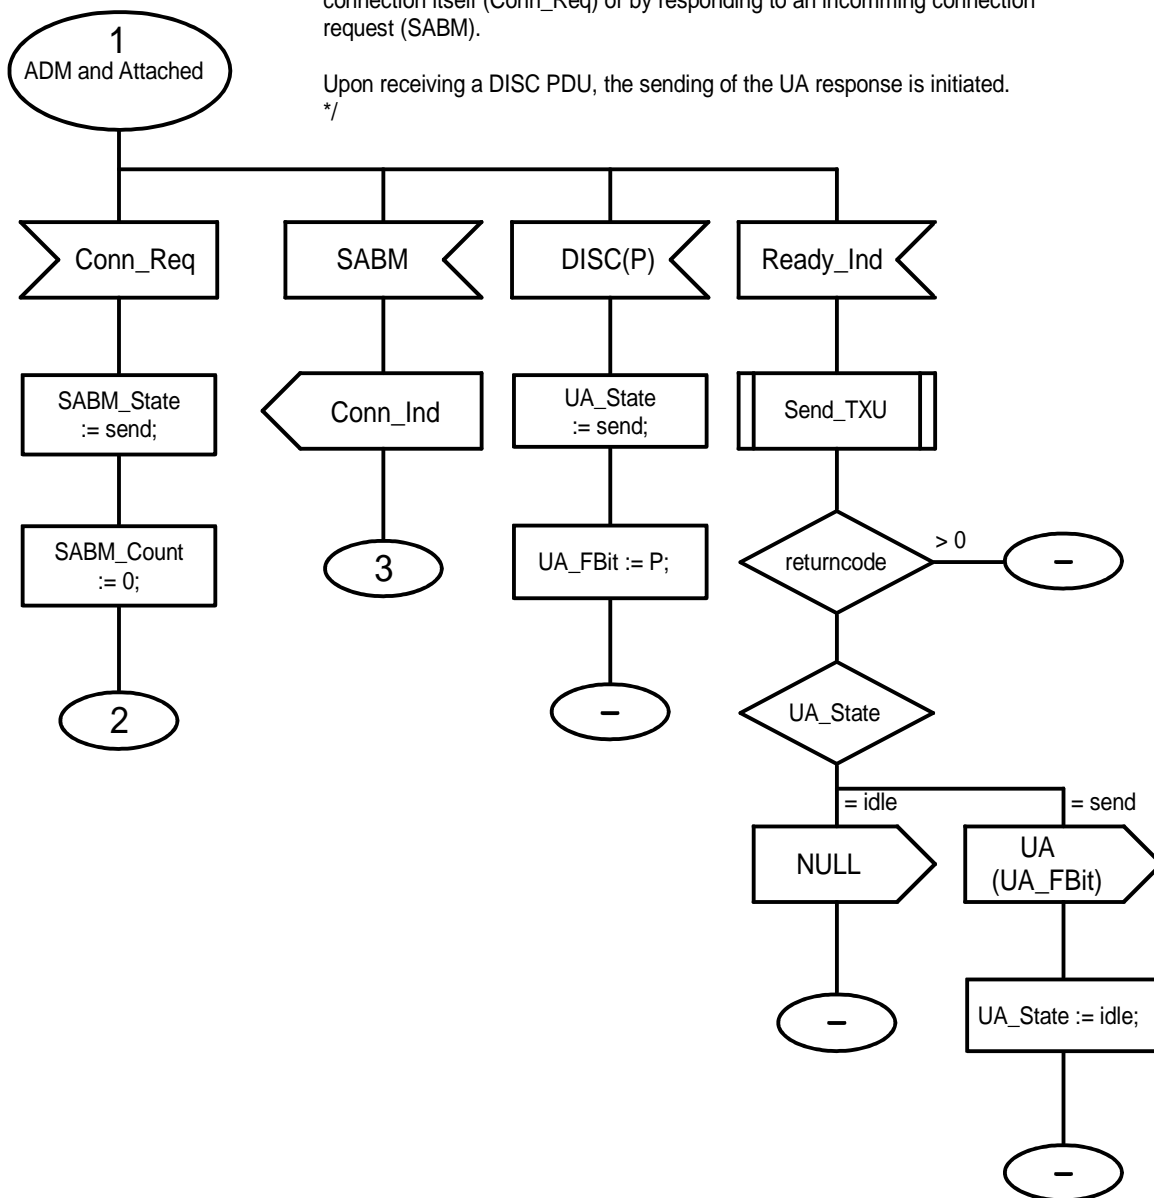 connection itself (Conn_Req) or by responding to an incomming connection
request (SABM).
Upon receiving a DISC PDU, the sending of the UA response is initiated.
*/
1
ADM and Attached
Conn_Req
SABM
DISC(P)
Ready_Ind
SABM_State
:= send;
Conn_Ind
UA_State
:= send;
Send_TXU
SABM_Count
:= 0;
3
UA_FBit := P;
returncode
> 0
–
2
–
UA_State
= idle
= send
NULL
UA
(UA_FBit)
–
UA_State := idle;
–